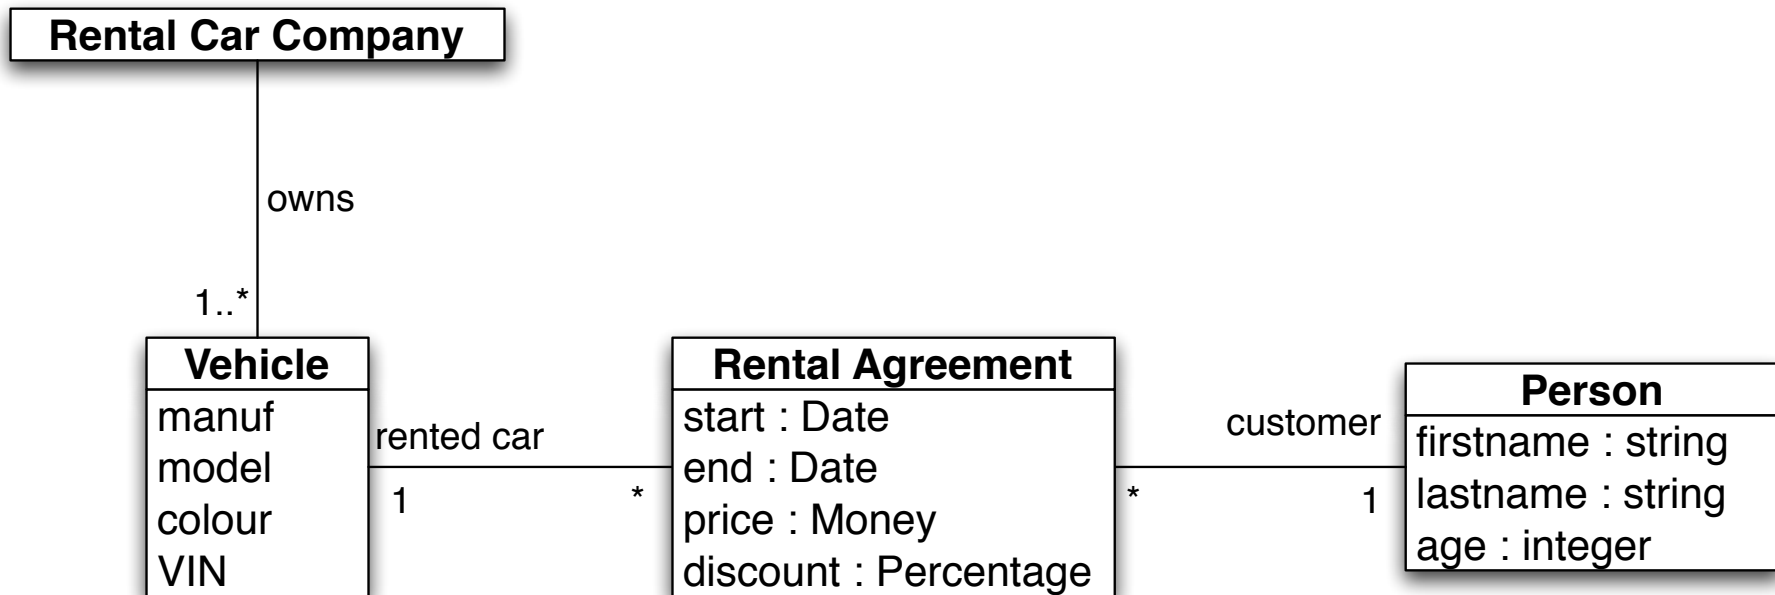 Rental Car Company
owns
1..*
Vehicle
manuf
model
colour
VIN
rented car
1
*
Rental Agreement
start : Date
end : Date
price : Money
discount : Percentage
customer
*
1
Person
firstname : string
lastname : string
age : integer